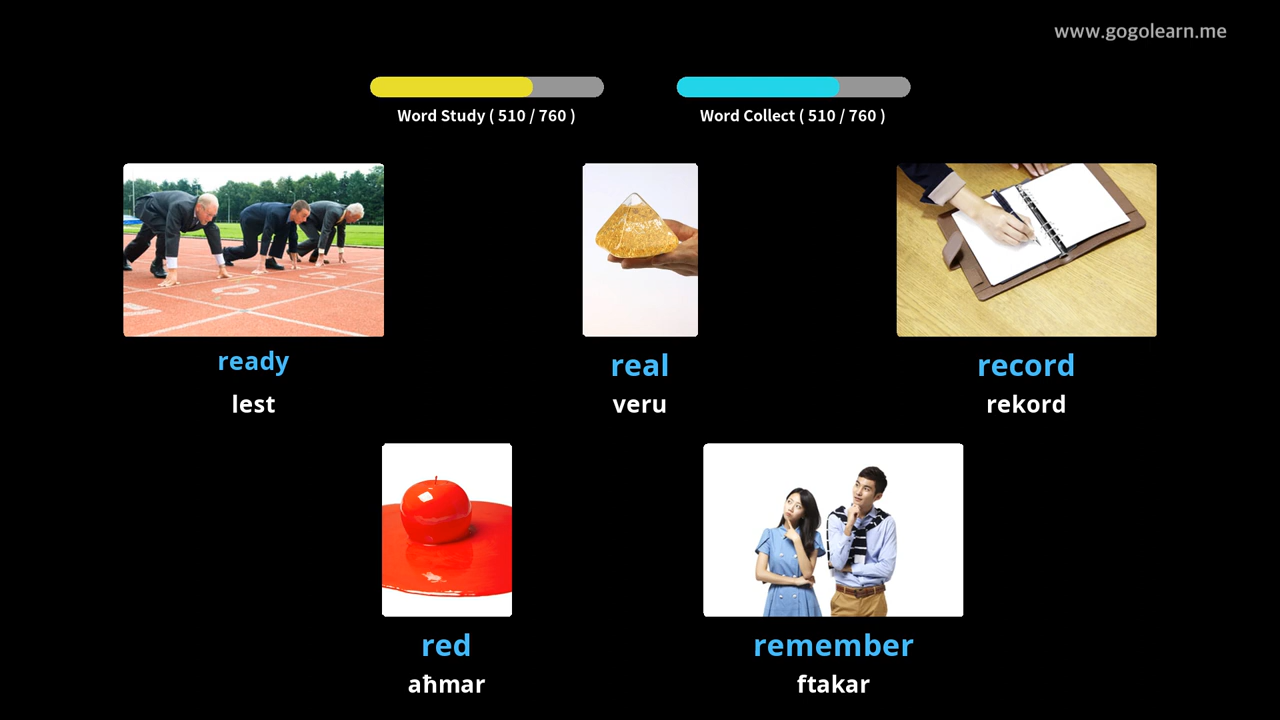 www.gogolearn.me
Word Study ( 510 / 760 )
Word Collect ( 510 / 760 )
ready
lest
real
veru
record
rekord
red
aħmar
remember
ftakar